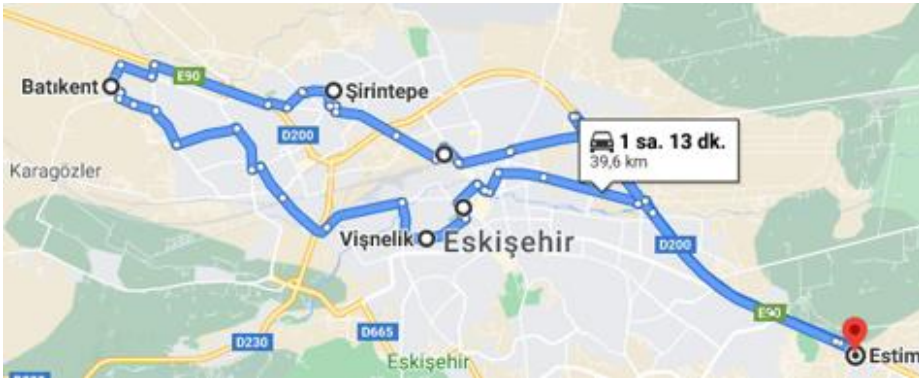 E90
Batıkent
Şirintepe
D200
1 sa. 13 dk.
39,6 km
Karagözler
Vişnelik
Eskişehir
D200
E90
D665
D230
Eskişehir
Estim